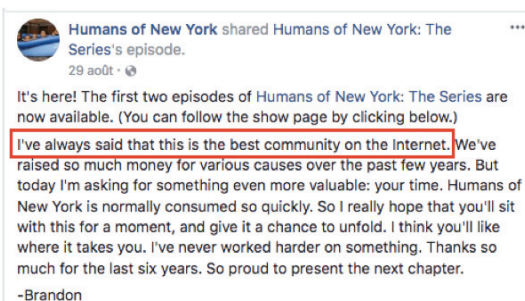 Humans of New York shared Humans of New York: The
Series's episode.
29 août ·
It's here! The first two episodes of Humans of New York: The Series are
now available. (You can follow the show page by clicking below.)
I've always said that this is the best community on the Internet. We've
raised so much money for various causes over the past few years. But
today I'm asking for something even more valuable: your time. Humans of
New York is normally consumed so quickly. So I really hope that you'll sit
with this for a moment, and give it a chance to unfold. I think you'll like
where it takes you. I've never worked harder on something. Thanks so
much for the last six years. So proud to present the next chapter.
-Brandon